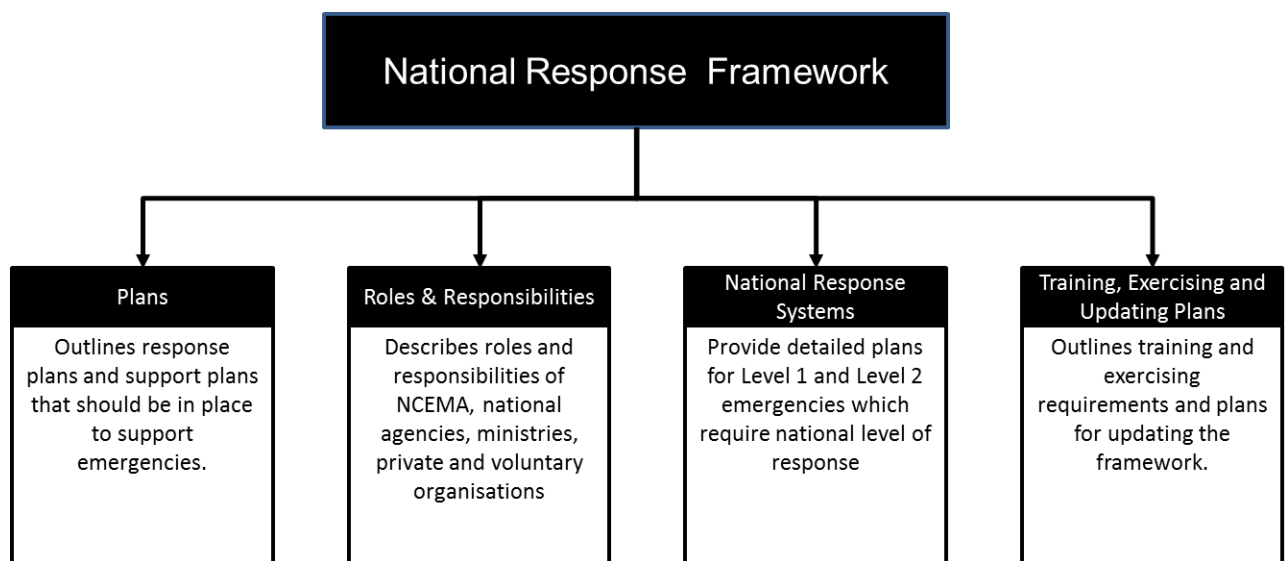 National Response Framework
Plans
Outlines response
plans and support plans
that should be in place
to support
emergencies.
Roles & Responsibilities
Describes roles and
responsibilities of
NCEMA, national
agencies, ministries,
private and voluntary
organisations
National Response
Systems
Provide detailed plans
for Level 1 and Level 2
emergencies which
require national level of
response
Training, Exercising and
Updating Plans
Outlines training and
exercising
requirements and plans
for updating the
framework.